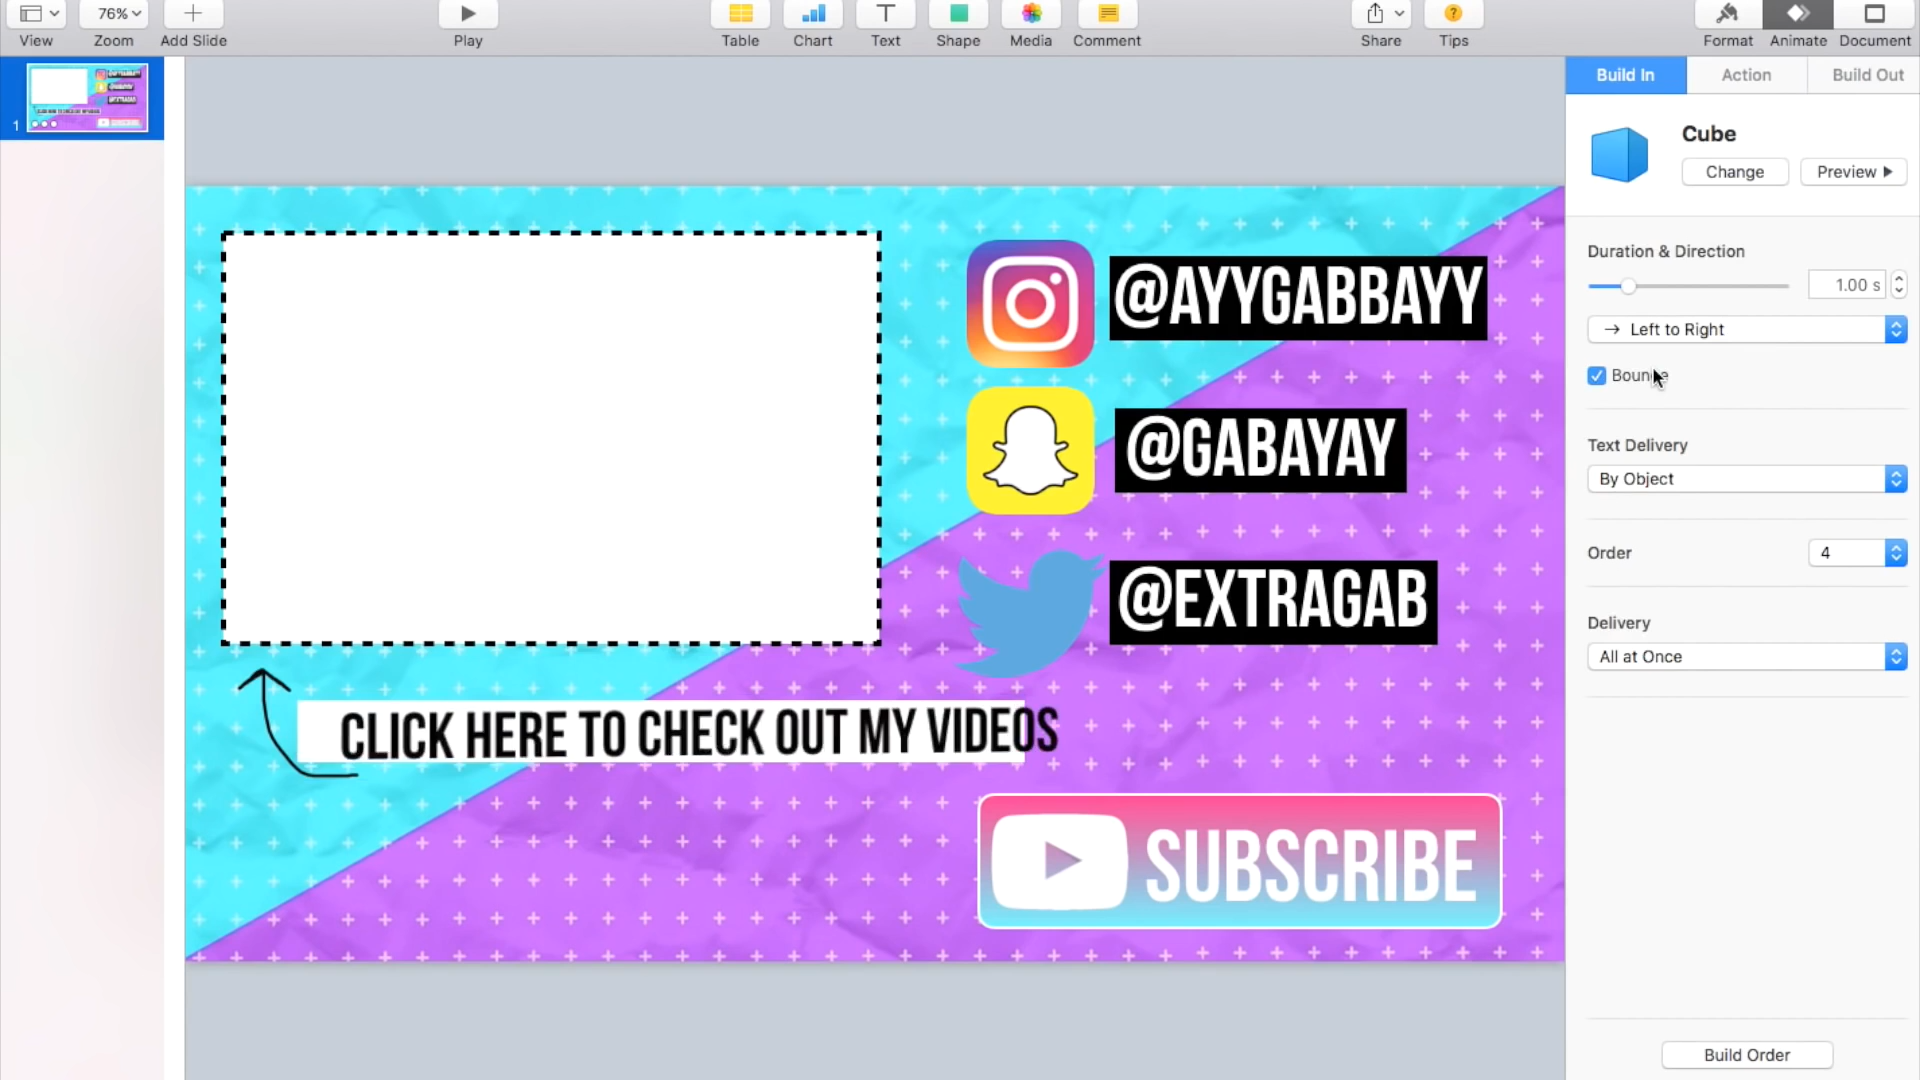 View
76%
Zoom
Add Slide
Play
Table
Chart
Text
Shape
Media
Comment
Share
?
Tips
Format
Animate
Document
1
Build In
Action
Build Out
Cube
Change
Preview
Duration & Direction
1.00 s
→ Left to Right
Text Delivery
By Object
Order
4
Delivery
All at Once
Build Order
@AYYGABBAYY
@GABAYAY
@EXTRAGAB
CLICK HERE TO CHECK OUT MY VIDEOS
SUBSCRIBE